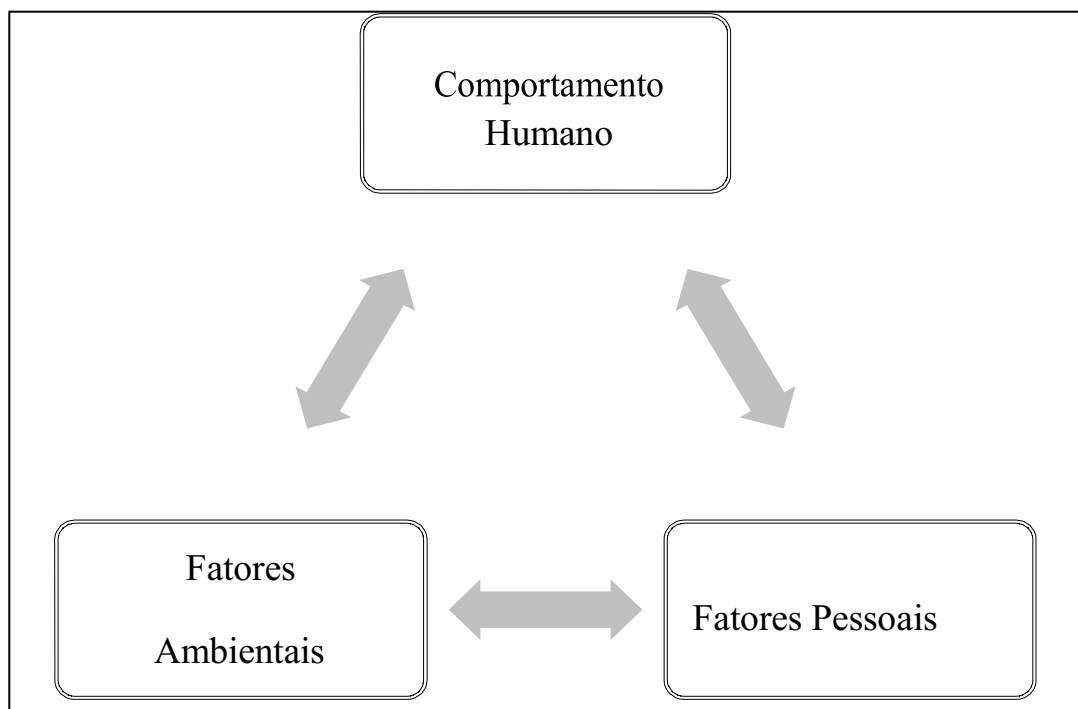 Comportamento
Humano
Fatores
Ambientais
Fatores Pessoais